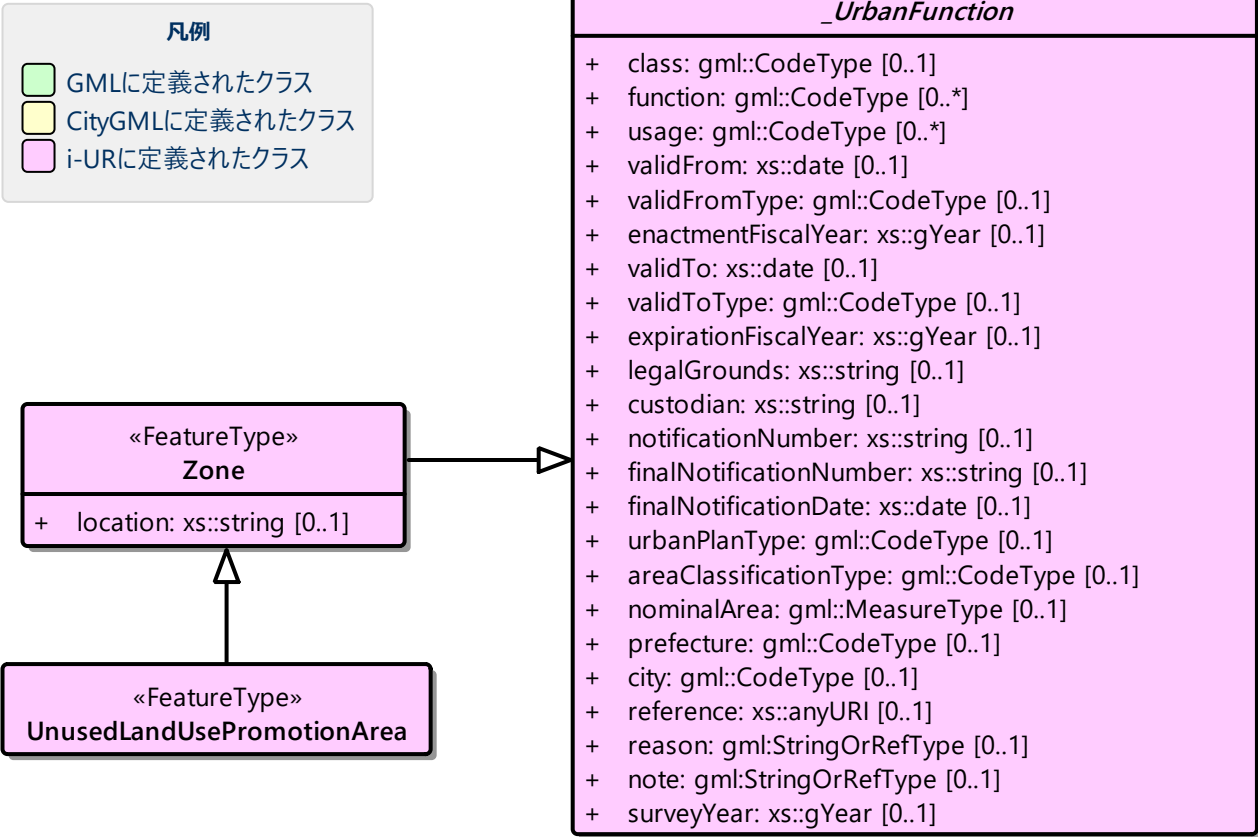 凡例
GMLに定義されたクラス
CityGMLに定義されたクラス
i-URに定義されたクラス
_UrbanFunction
+ class: gml::CodeType [0..1]
+ function: gml::CodeType [0..*]
+ usage: gml::CodeType [0..*]
+ validFrom: xs::date [0..1]
+ validFromType: gml::CodeType [0..1]
+ enactmentFiscalYear: xs::gYear [0..1]
+ validTo: xs::date [0..1]
+ validToType: gml::CodeType [0..1]
+ expirationFiscalYear: xs::gYear [0..1]
+ legalGrounds: xs::string [0..1]
+ custodian: xs::string [0..1]
+ notificationNumber: xs::string [0..1]
+ finalNotificationNumber: xs::string [0..1]
+ finalNotificationDate: xs::date [0..1]
+ urbanPlanType: gml::CodeType [0..1]
+ areaClassificationType: gml::CodeType [0..1]
+ nominalArea: gml::MeasureType [0..1]
+ prefecture: gml::CodeType [0..1]
+ city: gml::CodeType [0..1]
+ reference: xs::anyURI [0..1]
+ reason: gml:StringOrRefType [0..1]
+ note: gml:StringOrRefType [0..1]
+ surveyYear: xs::gYear [0..1]
«FeatureType»
Zone
+ location: xs::string [0..1]
«FeatureType»
UnusedLandUsePromotionArea